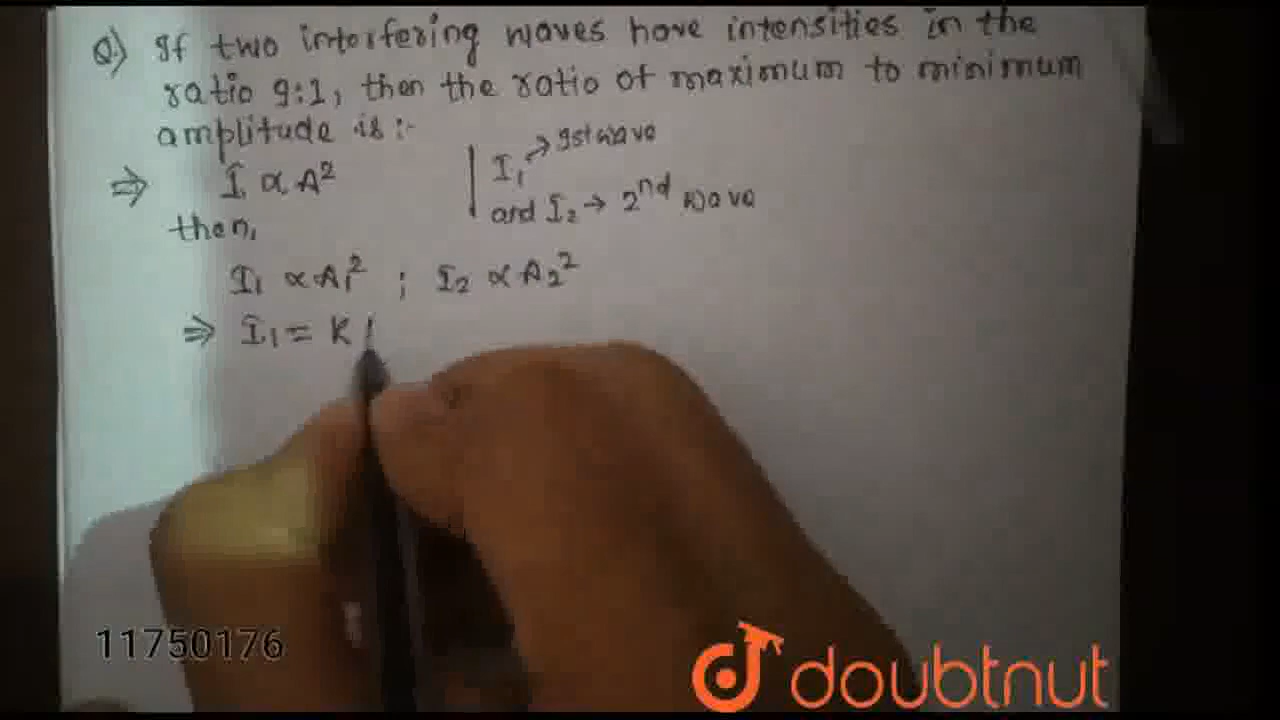 Q.) If two interfering waves have intensities in the
ratio 9:1, then the ratio of maximum to minimum
amplitude is :-
⇒ I ∝ A²
I₁ → 1st wave
and I₂ → 2nd wave
then,
I₁ ∝ A₁² ; I₂ ∝ A₂²
⇒ I₁ = K
11750176
doubtnut